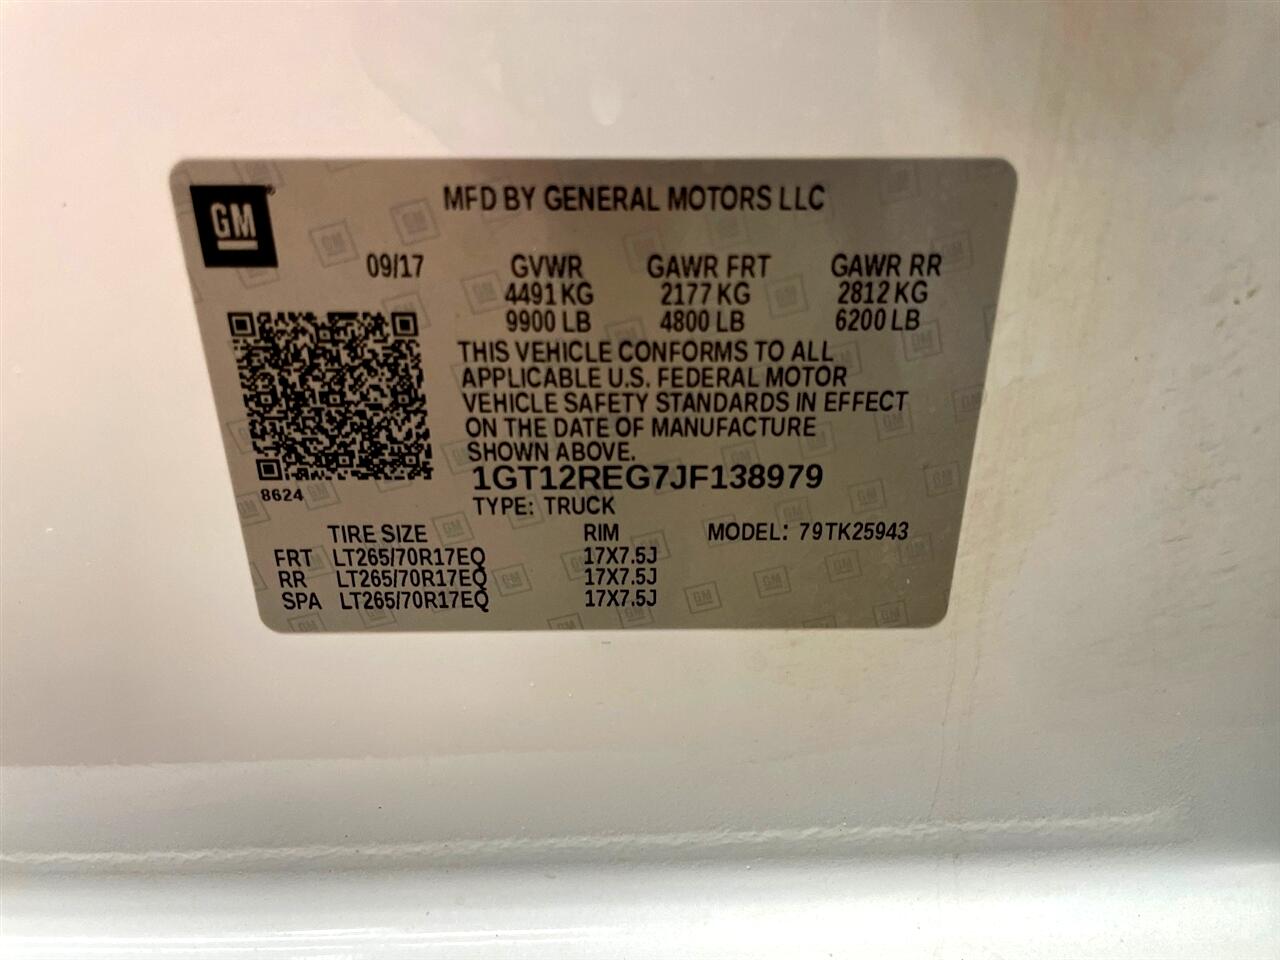 GM
MFD BY GENERAL MOTORS LLC
09/17 GVWR GAWR FRT GAWR RR
4491 KG 2177 KG 2812 KG
9900 LB 4800 LB 6200 LB
THIS VEHICLE CONFORMS TO ALL
APPLICABLE U.S. FEDERAL MOTOR
VEHICLE SAFETY STANDARDS IN EFFECT
ON THE DATE OF MANUFACTURE
SHOWN ABOVE.
8624
1GT12REG7JF138979
TYPE: TRUCK
TIRE SIZE RIM MODEL: 79TK25943
FRT LT265/70R17EQ 17X7.5J
RR LT265/70R17EQ 17X7.5J
SPA LT265/70R17EQ 17X7.5J